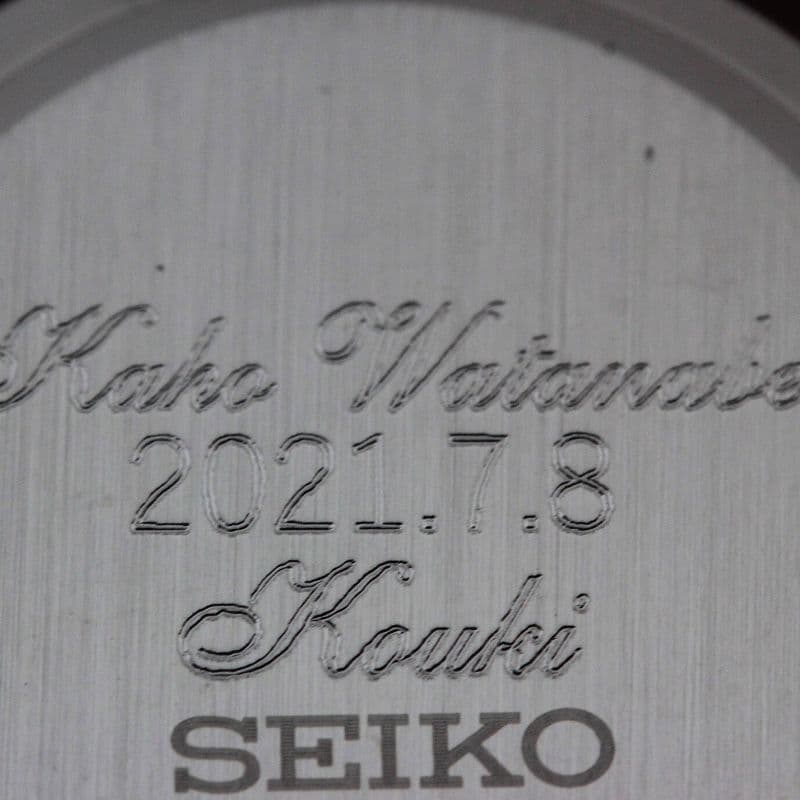 Kaho Watanabe
2021.7.8
Kouki
SEIKO